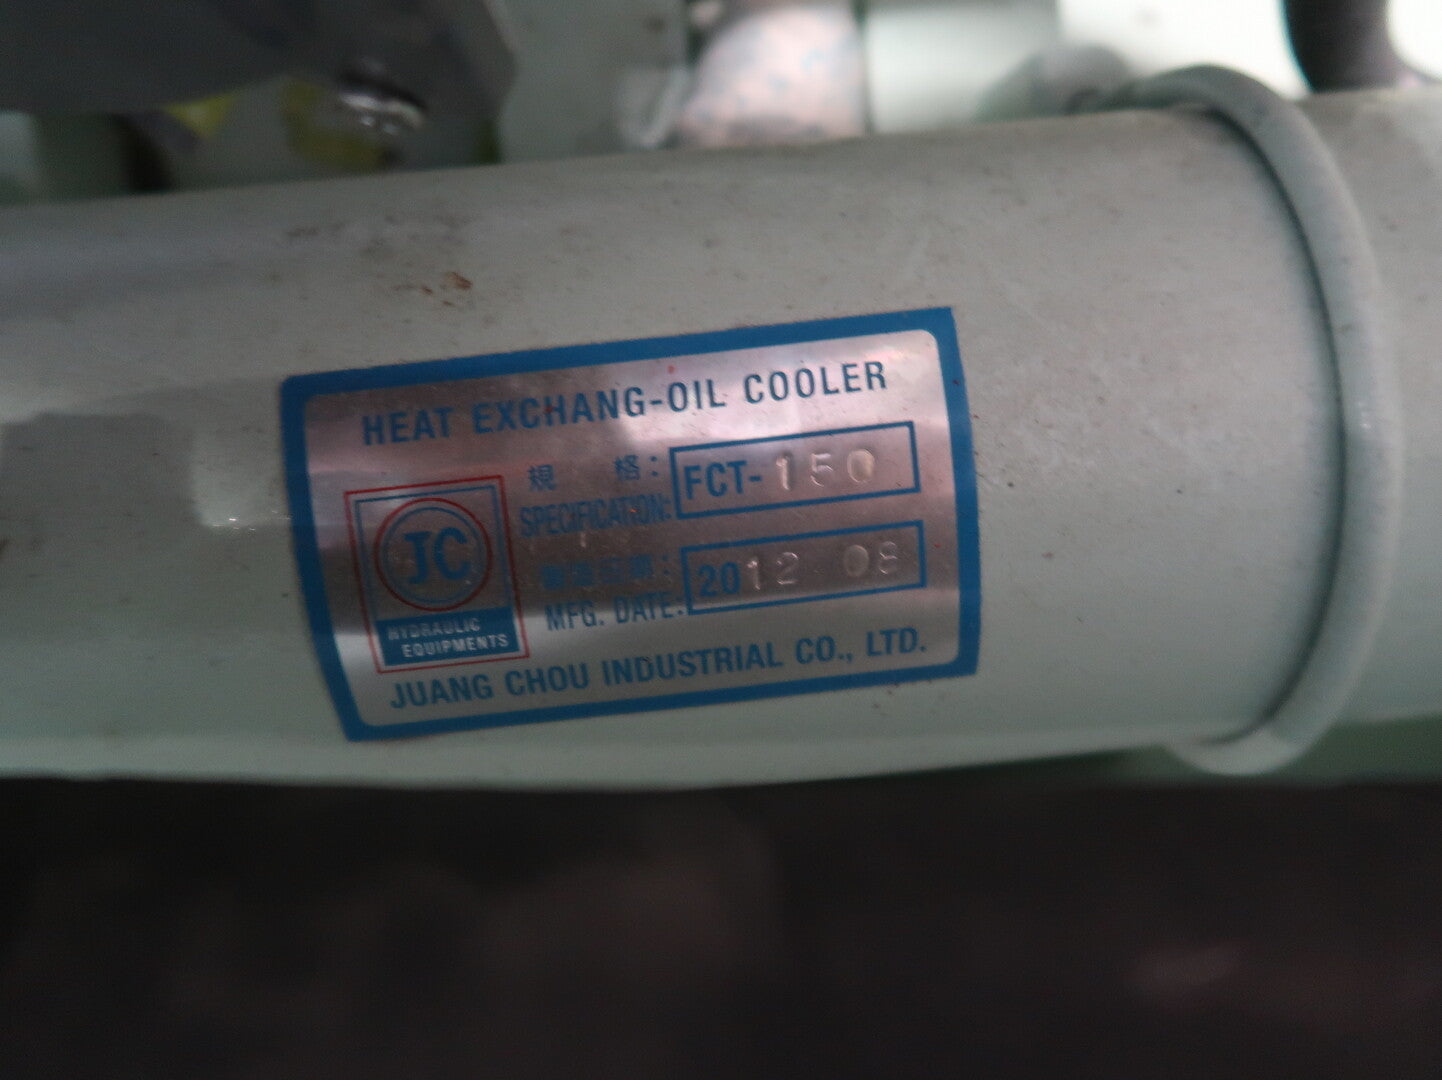 HEAT EXCHANG-OIL COOLER
規 格:
SPECIFICATION: FCT-150
MFG. DATE: 2012 08
JC
HYDRAULIC
EQUIPMENTS
JUANG CHOU INDUSTRIAL CO., LTD.